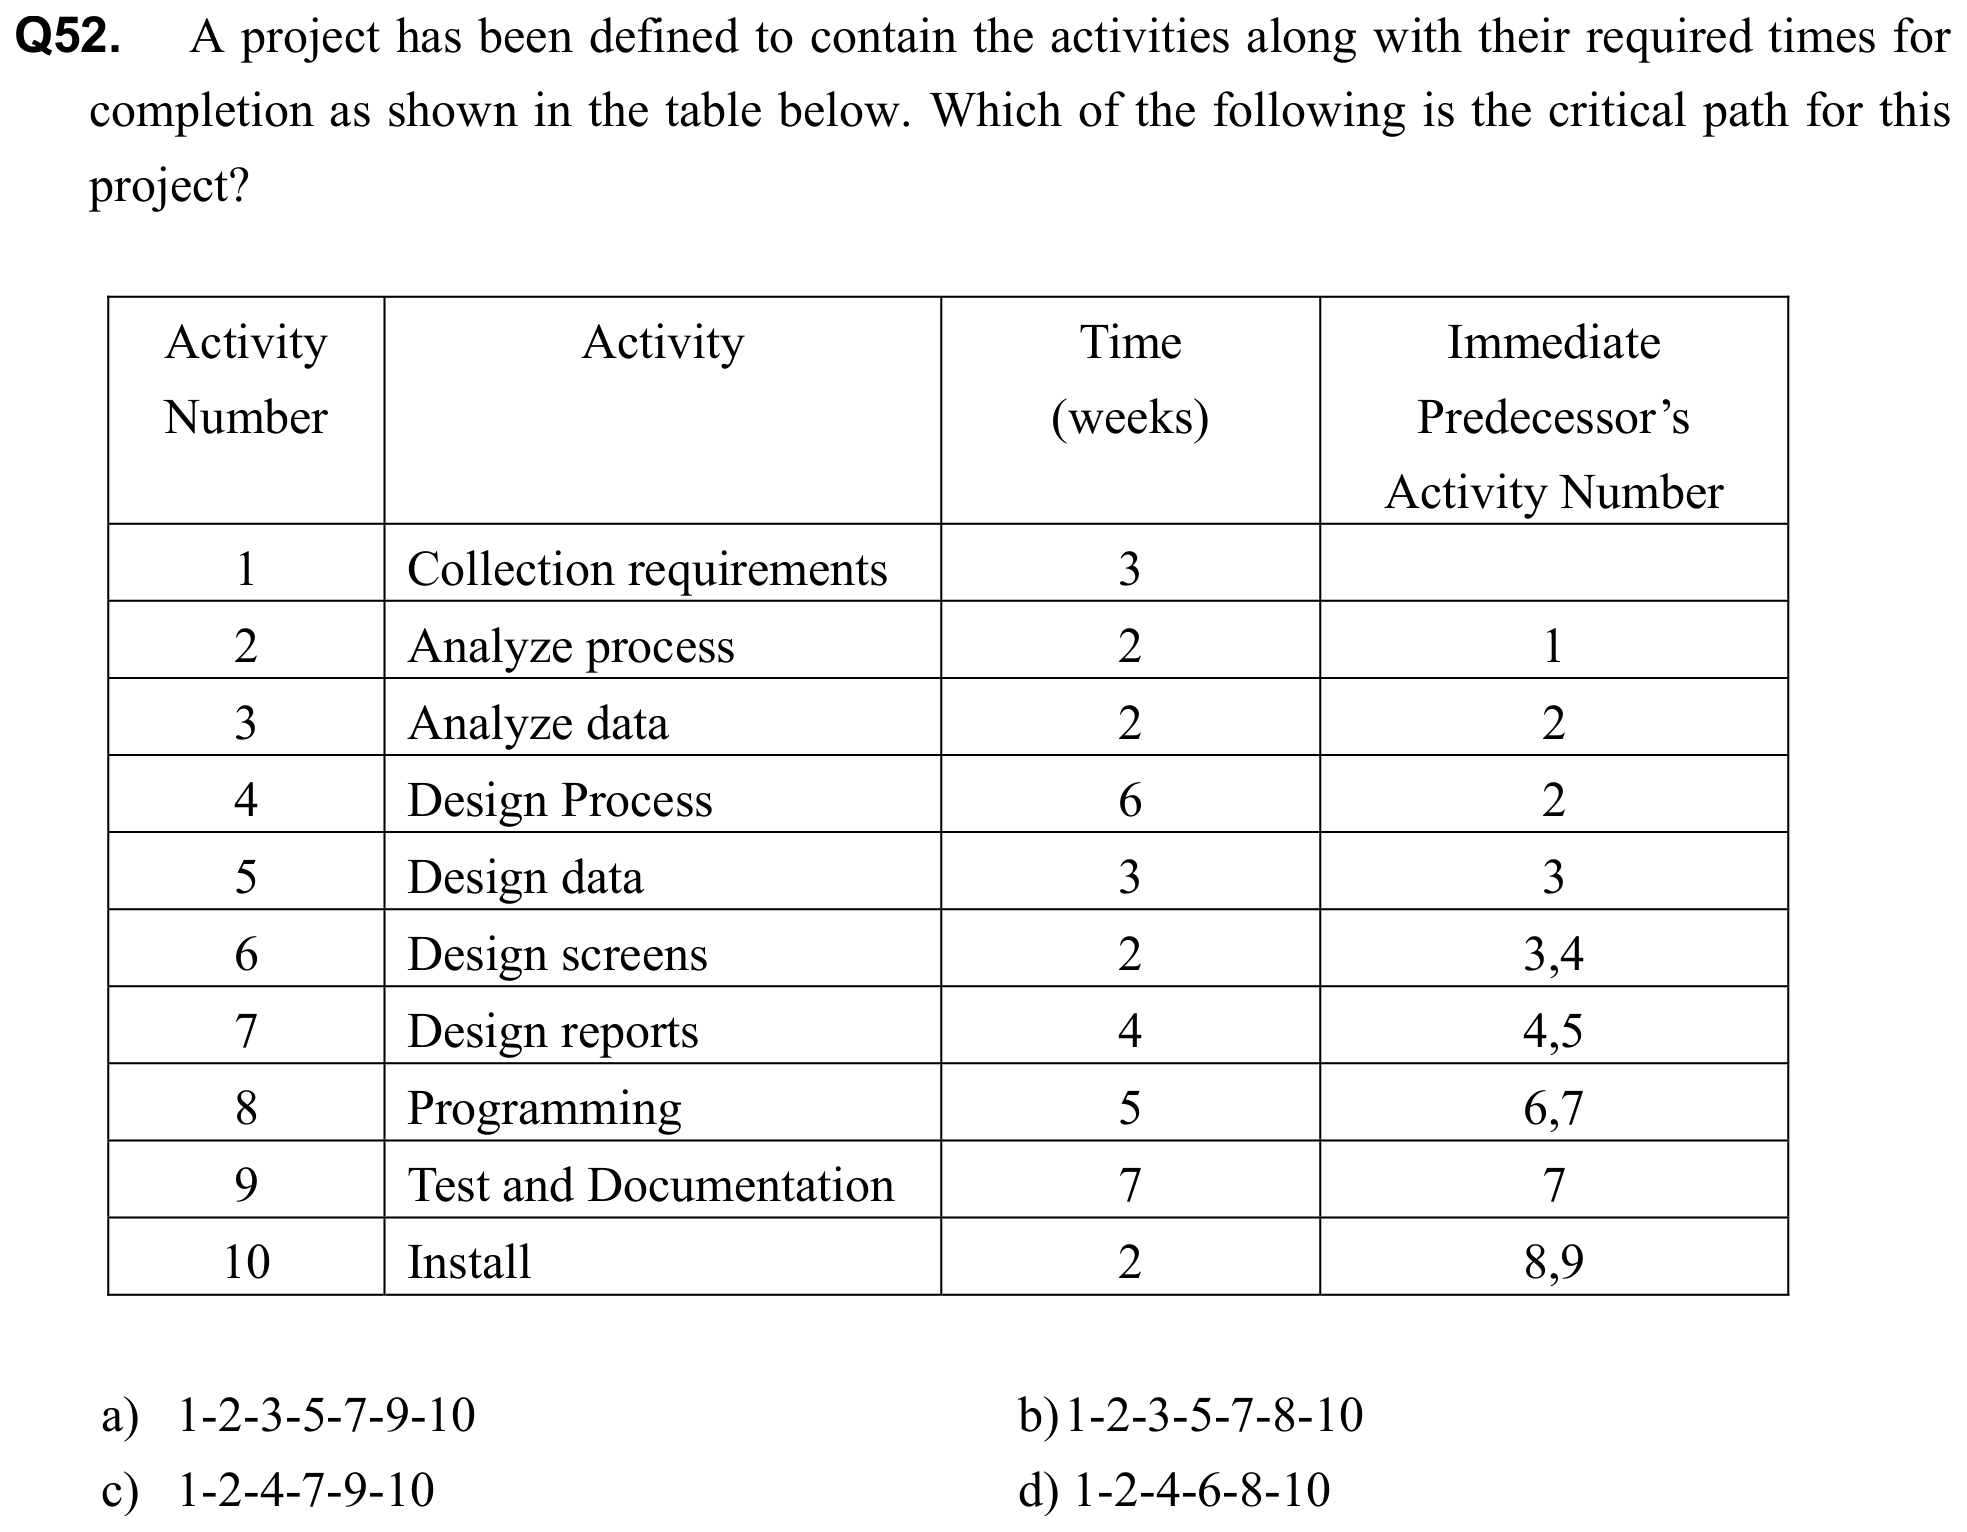 Q52. A project has been defined to contain the activities along with their required times for
completion as shown in the table below. Which of the following is the critical path for this
project?
Activity Number Activity Time (weeks) Immediate Predecessor’s Activity Number
1 Collection requirements 3
2 Analyze process 2 1
3 Analyze data 2 2
4 Design Process 6 2
5 Design data 3 3
6 Design screens 2 3,4
7 Design reports 4 4,5
8 Programming 5 6,7
9 Test and Documentation 7 7
10 Install 2 8,9
a) 1-2-3-5-7-9-10 b) 1-2-3-5-7-8-10
c) 1-2-4-7-9-10 d) 1-2-4-6-8-10